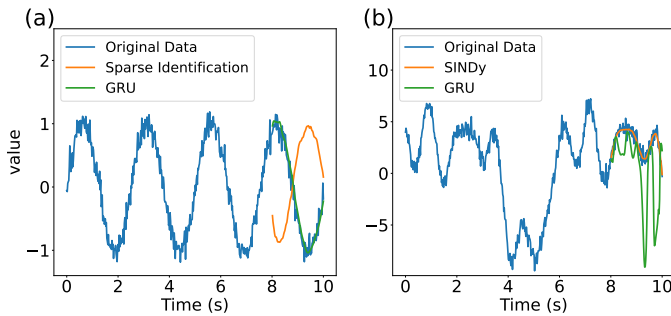 (a)
Original Data
Sparse Identification
GRU
value
2
1
0
−1
0 2 4 6 8 10
Time (s)
(b)
Original Data
SINDy
GRU
10
5
0
−5
0 2 4 6 8 10
Time (s)